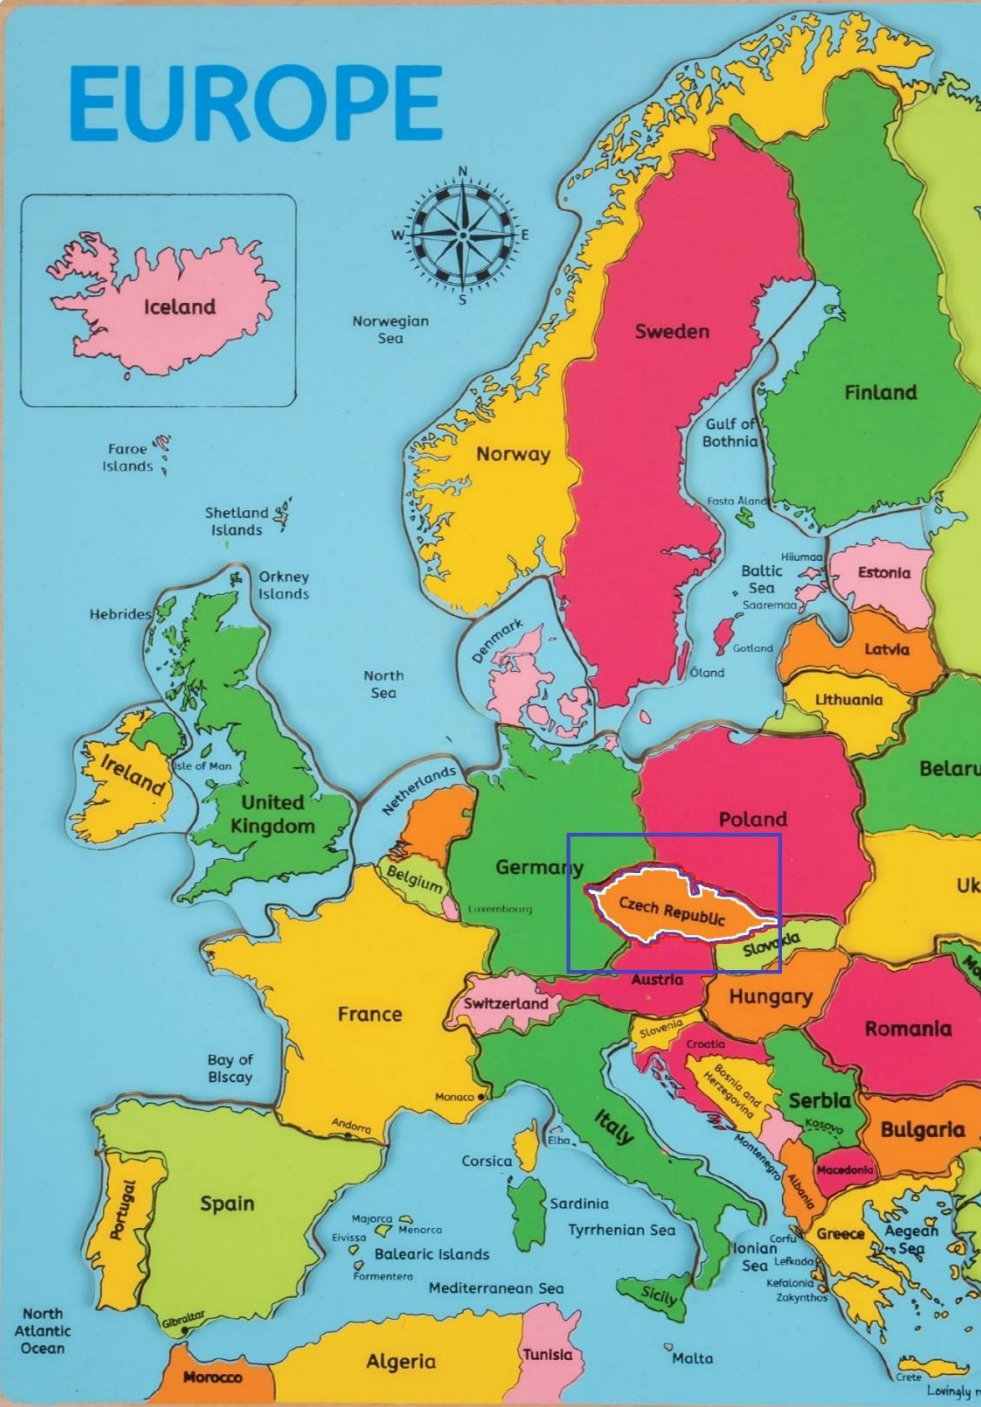 EUROPE
N
W
E
S
Iceland
Norwegian
Sea
Sweden
Finland
Gulf of
Bothnia
Norway
Faroe
Islands
Shetland
Islands
Fasta Åland
Hiiumaa
Estonia
Baltic
Sea
Saaremaa
Orkney
Islands
Hebrides
Denmark
Gotland
Latvia
Öland
North
Sea
Lithuania
Ireland
Isle of Man
Netherlands
Belaru
United
Kingdom
Poland
Germany
Belgium
Uk
Luxembourg
Czech Republic
Slovakia
Mo
Austria
Switzerland
Hungary
France
Slovenia
Romania
Croatia
Bay of
Biscay
Bosnia and
Herzegovina
Monaco
Serbia
Kosovo
Andorra
Italy
Elba
Bulgaria
Corsica
Montenegro
Macedonia
Portugal
Spain
Albania
Sardinia
Majorca
Menorca
Eivissa
Tyrrhenian Sea
Balearic Islands
Formentera
Corfu
Greece
Aegean
Sea
Ionian
Sea
Lefkada
Kefalonia
Zakynthos
Mediterranean Sea
Sicily
North
Atlantic
Ocean
Gibraltar
Algeria
Tunisia
Malta
Morocco
Crete
Lovingly